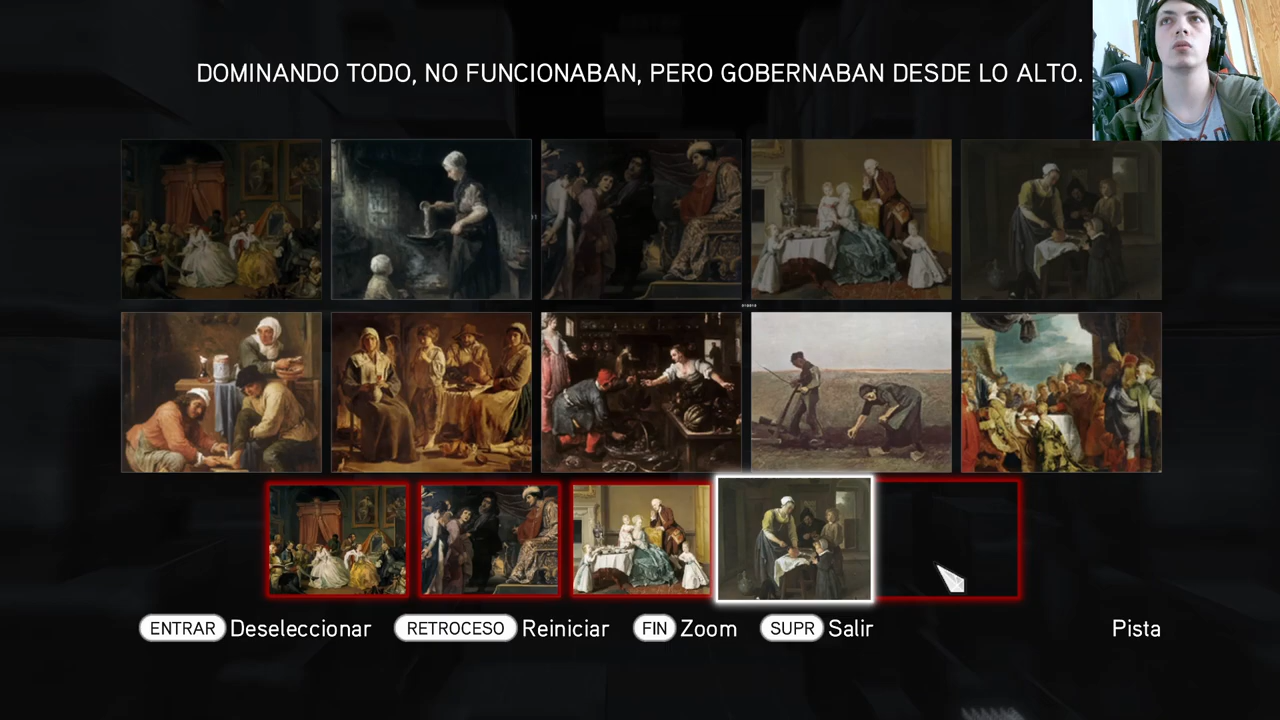 DOMINANDO TODO, NO FUNCIONABAN, PERO GOBERNABAN DESDE LO ALTO.
ENTRAR Deseleccionar RETROCESO Reiniciar FIN Zoom SUPR Salir Pista